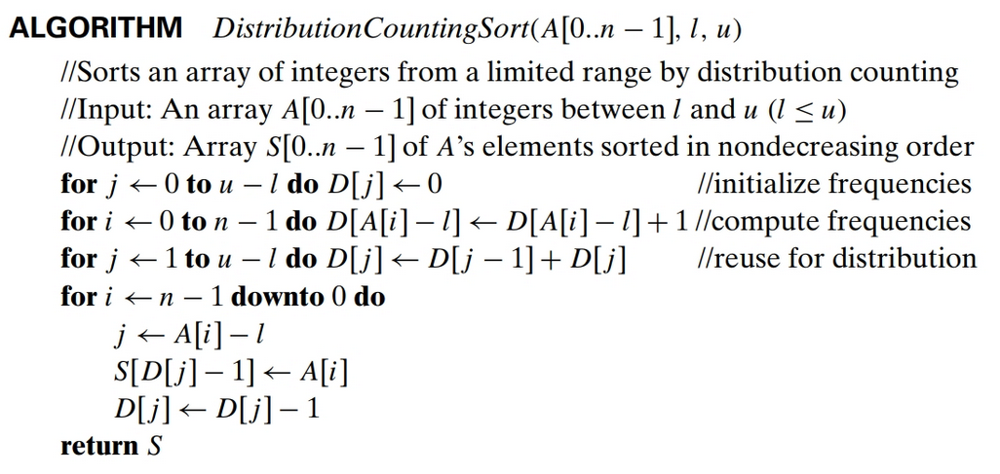 ALGORITHM DistributionCountingSort(A[0..n − 1], l, u)
//Sorts an array of integers from a limited range by distribution counting
//Input: An array A[0..n − 1] of integers between l and u (l ≤ u)
//Output: Array S[0..n − 1] of A’s elements sorted in nondecreasing order
for j ← 0 to u − l do D[j] ← 0 //initialize frequencies
for i ← 0 to n − 1 do D[A[i] − l] ← D[A[i] − l] + 1 //compute frequencies
for j ← 1 to u − l do D[j] ← D[j − 1] + D[j] //reuse for distribution
for i ← n − 1 downto 0 do
j ← A[i] − l
S[D[j] − 1] ← A[i]
D[j] ← D[j] − 1
return S